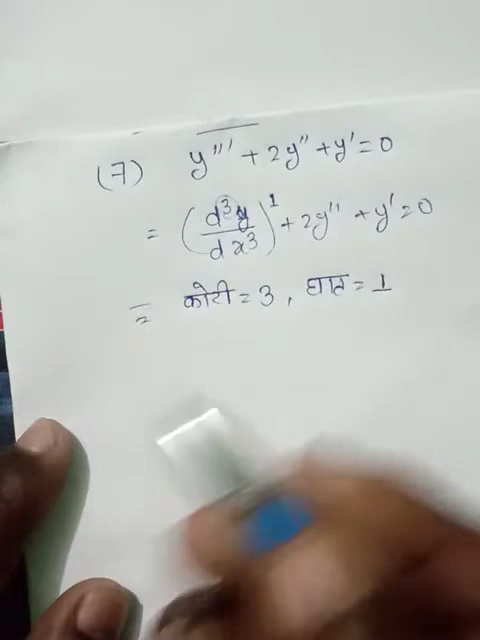 (7) y''' + 2y'' + y' = 0
= (d³y/dx³)¹ + 2y'' + y' = 0
= कोटी = 3, घात = 1